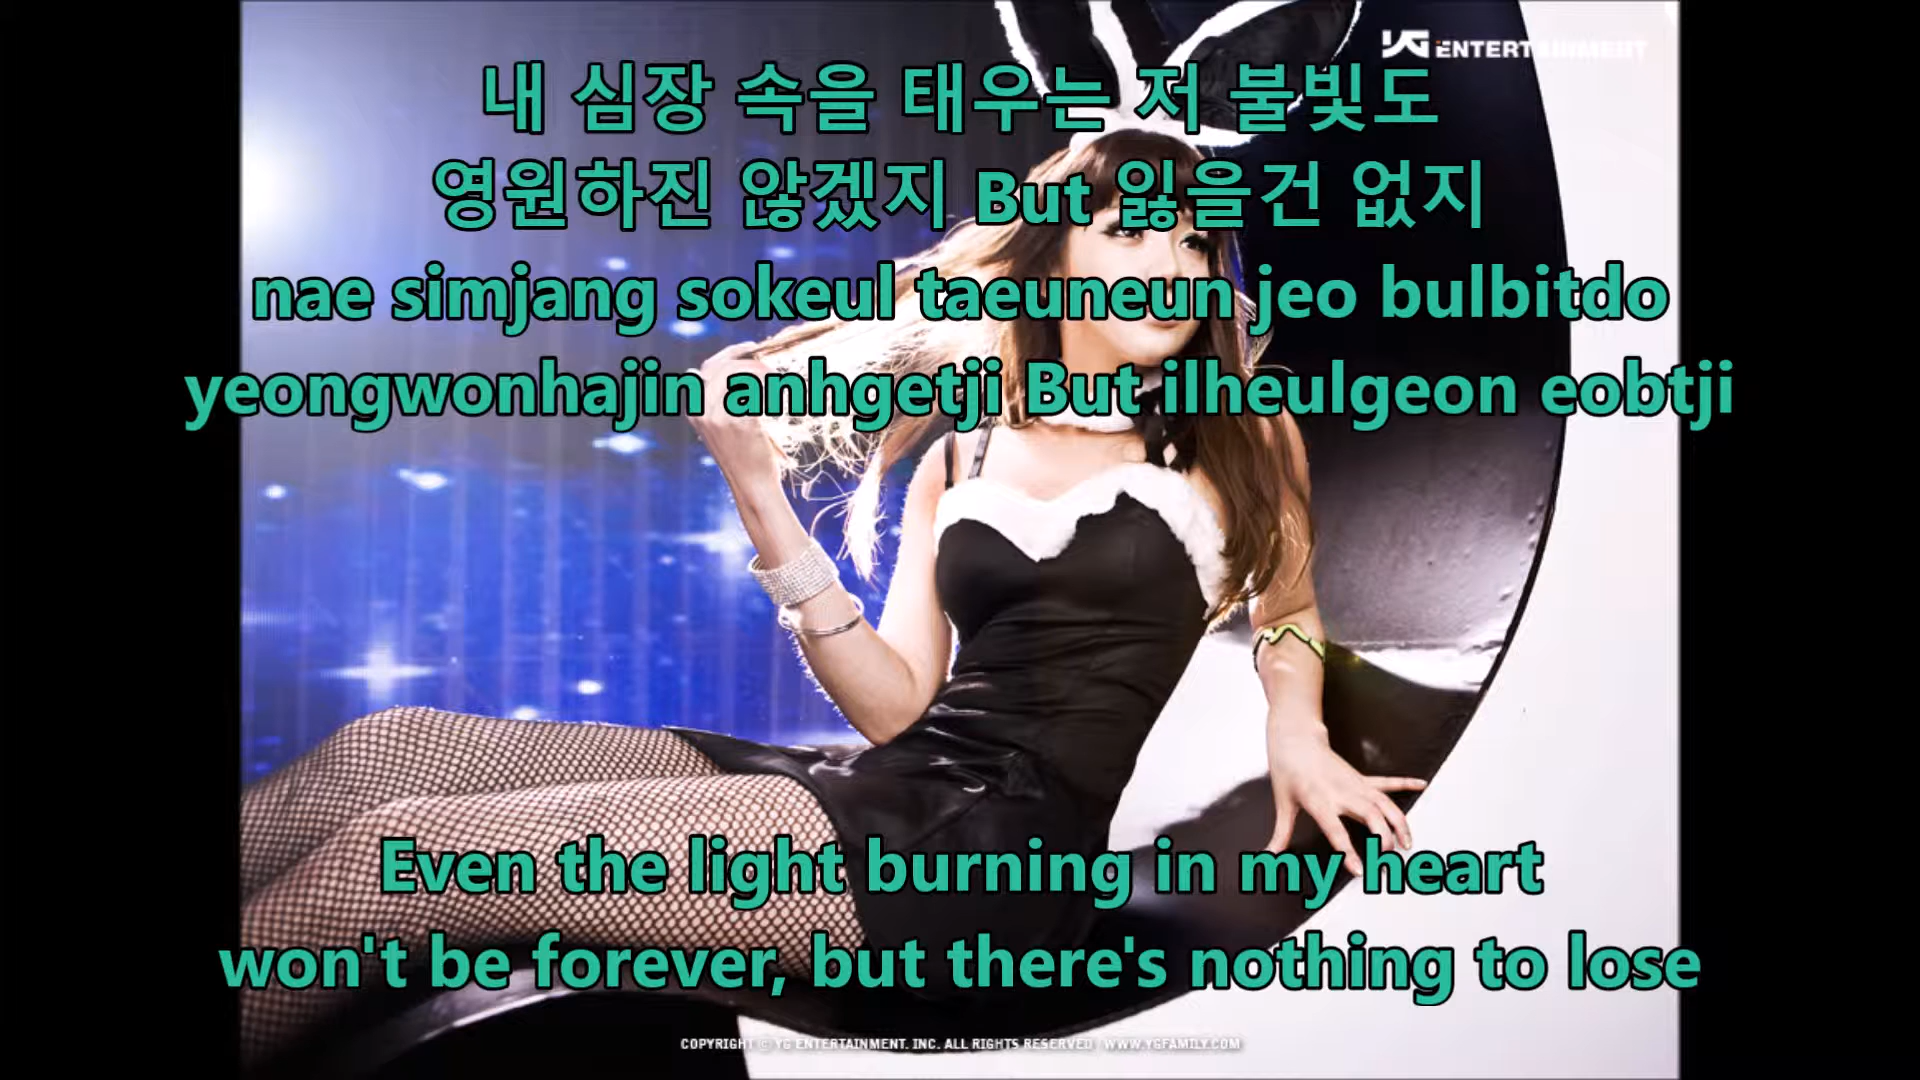 YG ENTERTAINMENT
내 심장 속을 태우는 저 불빛도
영원하진 않겠지 But 잃을건 없지
nae simjang sokeul taeuneun jeo bulbitdo
yeongwonhajin anhgetji But ilheulgeon eobtji
Even the light burning in my heart
won't be forever, but there's nothing to lose
COPYRIGHT © YG ENTERTAINMENT. INC. ALL RIGHTS RESERVED / WWW.YGFAMILY.COM